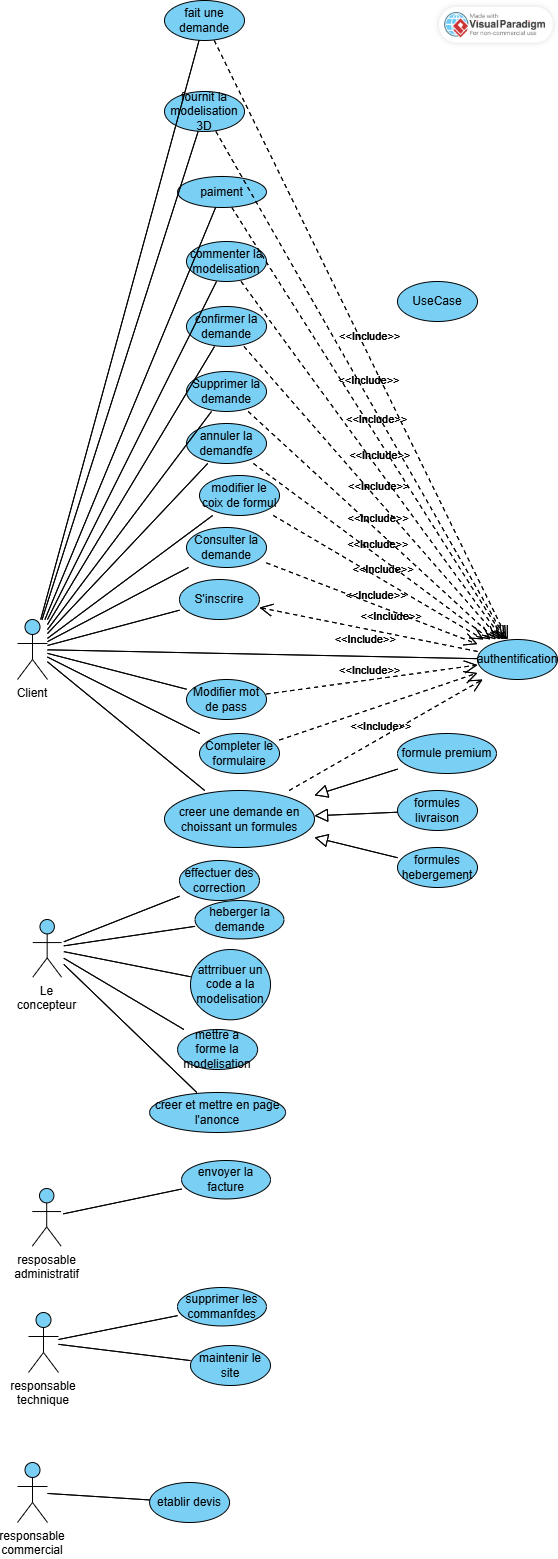 Made with
Visual Paradigm
For non-commercial use
fait une
demande
fournit la
modelisation
3D
paiment
commenter la
modelisation
UseCase
confirmer la
demande
<<Include>>
Supprimer la
demande
<<Include>>
<<Include>>
annuler la
demandfe
<<Include>>
modifier le
coix de formul
<<Include>>
<<Include>>
Consulter la
demande
<<Include>>
<<Include>>
S'inscrire
<<Include>>
<<Include>>
<<Include>>
authentification
Client
<<Include>>
Modifier mot
de pass
<<Include>>
Completer le
formulaire
formule premium
creer une demande en
choissant un formules
formules
livraison
formules
hebergement
effectuer des
correction
heberger la
demande
Le
concepteur
attrribuer un
code a la
modelisation
mettre a
forme la
modelisation
creer et mettre en page
l'anonce
envoyer la
facture
resposable
administratif
supprimer les
commanfdes
maintenir le
site
responsable
technique
etablir devis
responsable
commercial